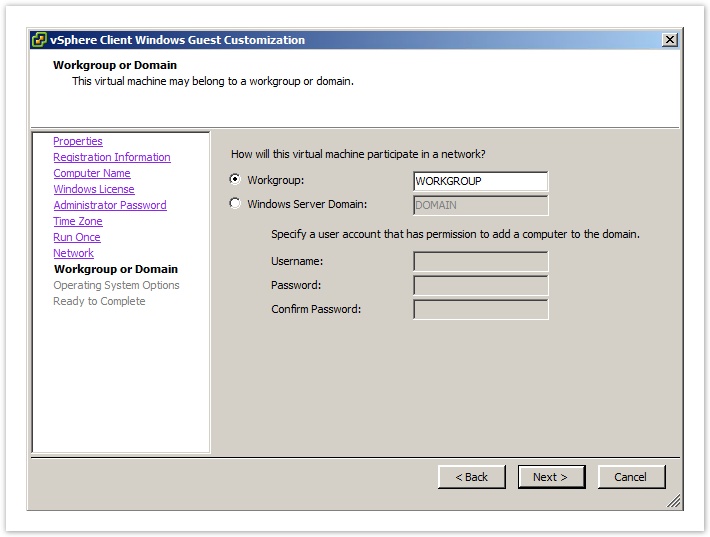 vSphere Client Windows Guest Customization
Workgroup or Domain
This virtual machine may belong to a workgroup or domain.
Properties
Registration Information
Computer Name
Windows License
Administrator Password
Time Zone
Run Once
Network
Workgroup or Domain
Operating System Options
Ready to Complete
How will this virtual machine participate in a network?
Workgroup: WORKGROUP
Windows Server Domain: DOMAIN
Specify a user account that has permission to add a computer to the domain.
Username:
Password:
Confirm Password:
< Back Next > Cancel